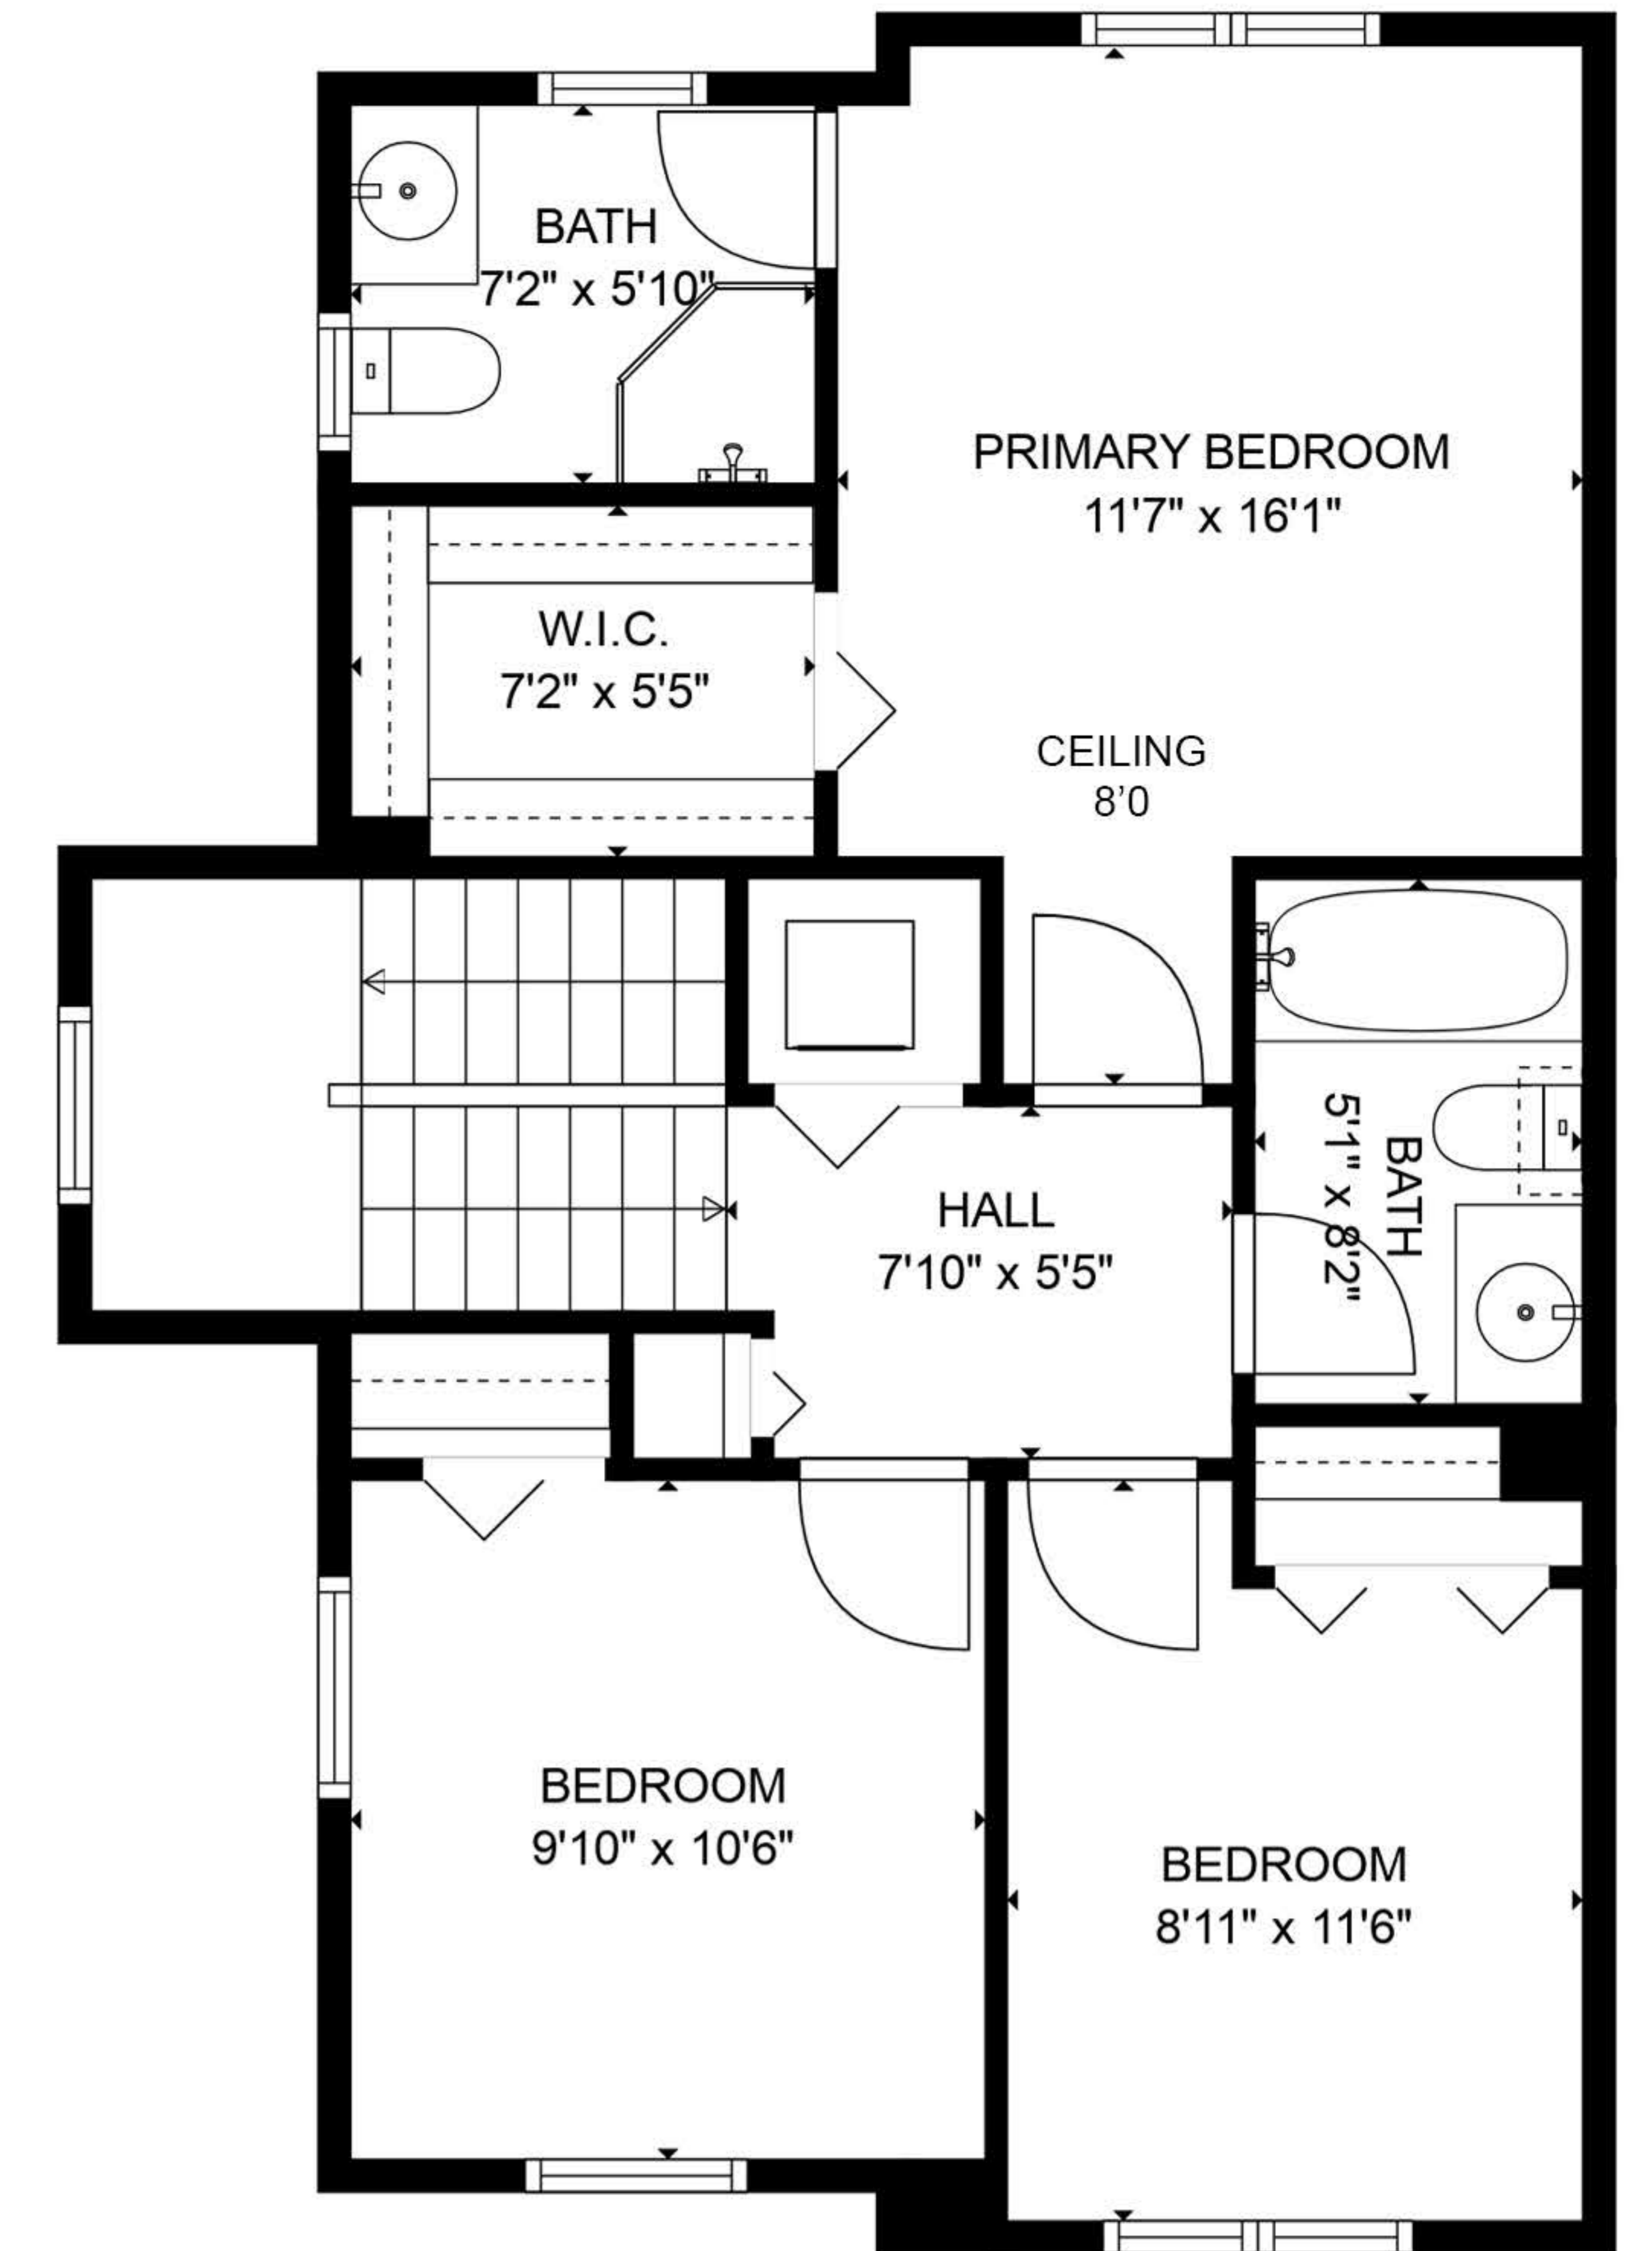 BATH
7'2" x 5'10"
PRIMARY BEDROOM
11'7" x 16'1"
W.I.C.
7'2" x 5'5"
CEILING
8’0
HALL
7'10" x 5'5"
BATH
5'1" x 8'2"
BEDROOM
9'10" x 10'6"
BEDROOM
8'11" x 11'6"